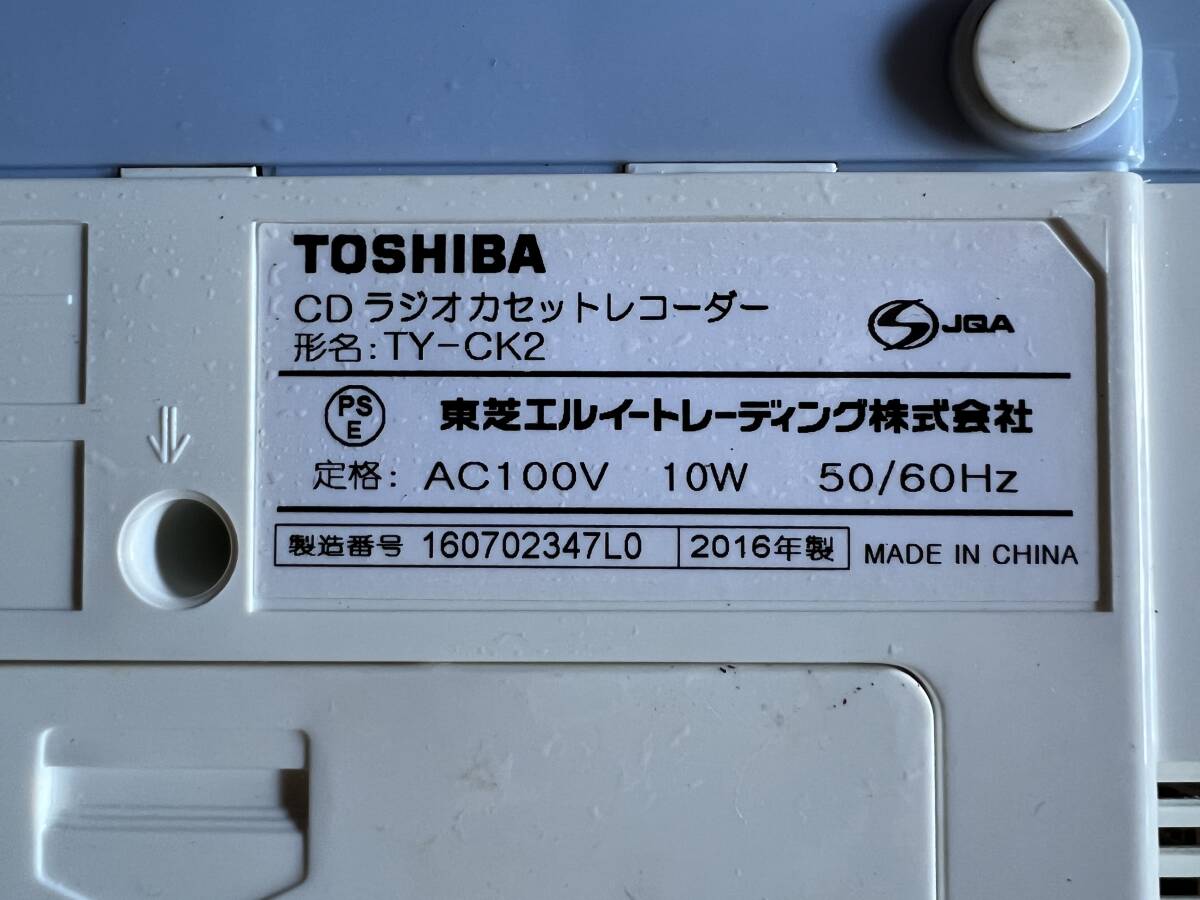 TOSHIBA
CDラジオカセットレコーダー
形名:TY-CK2
JQA
PS
E
東芝エルイートレーディング株式会社
定格: AC100V 10W 50/60Hz
製造番号 160702347L0 2016年製 MADE IN CHINA